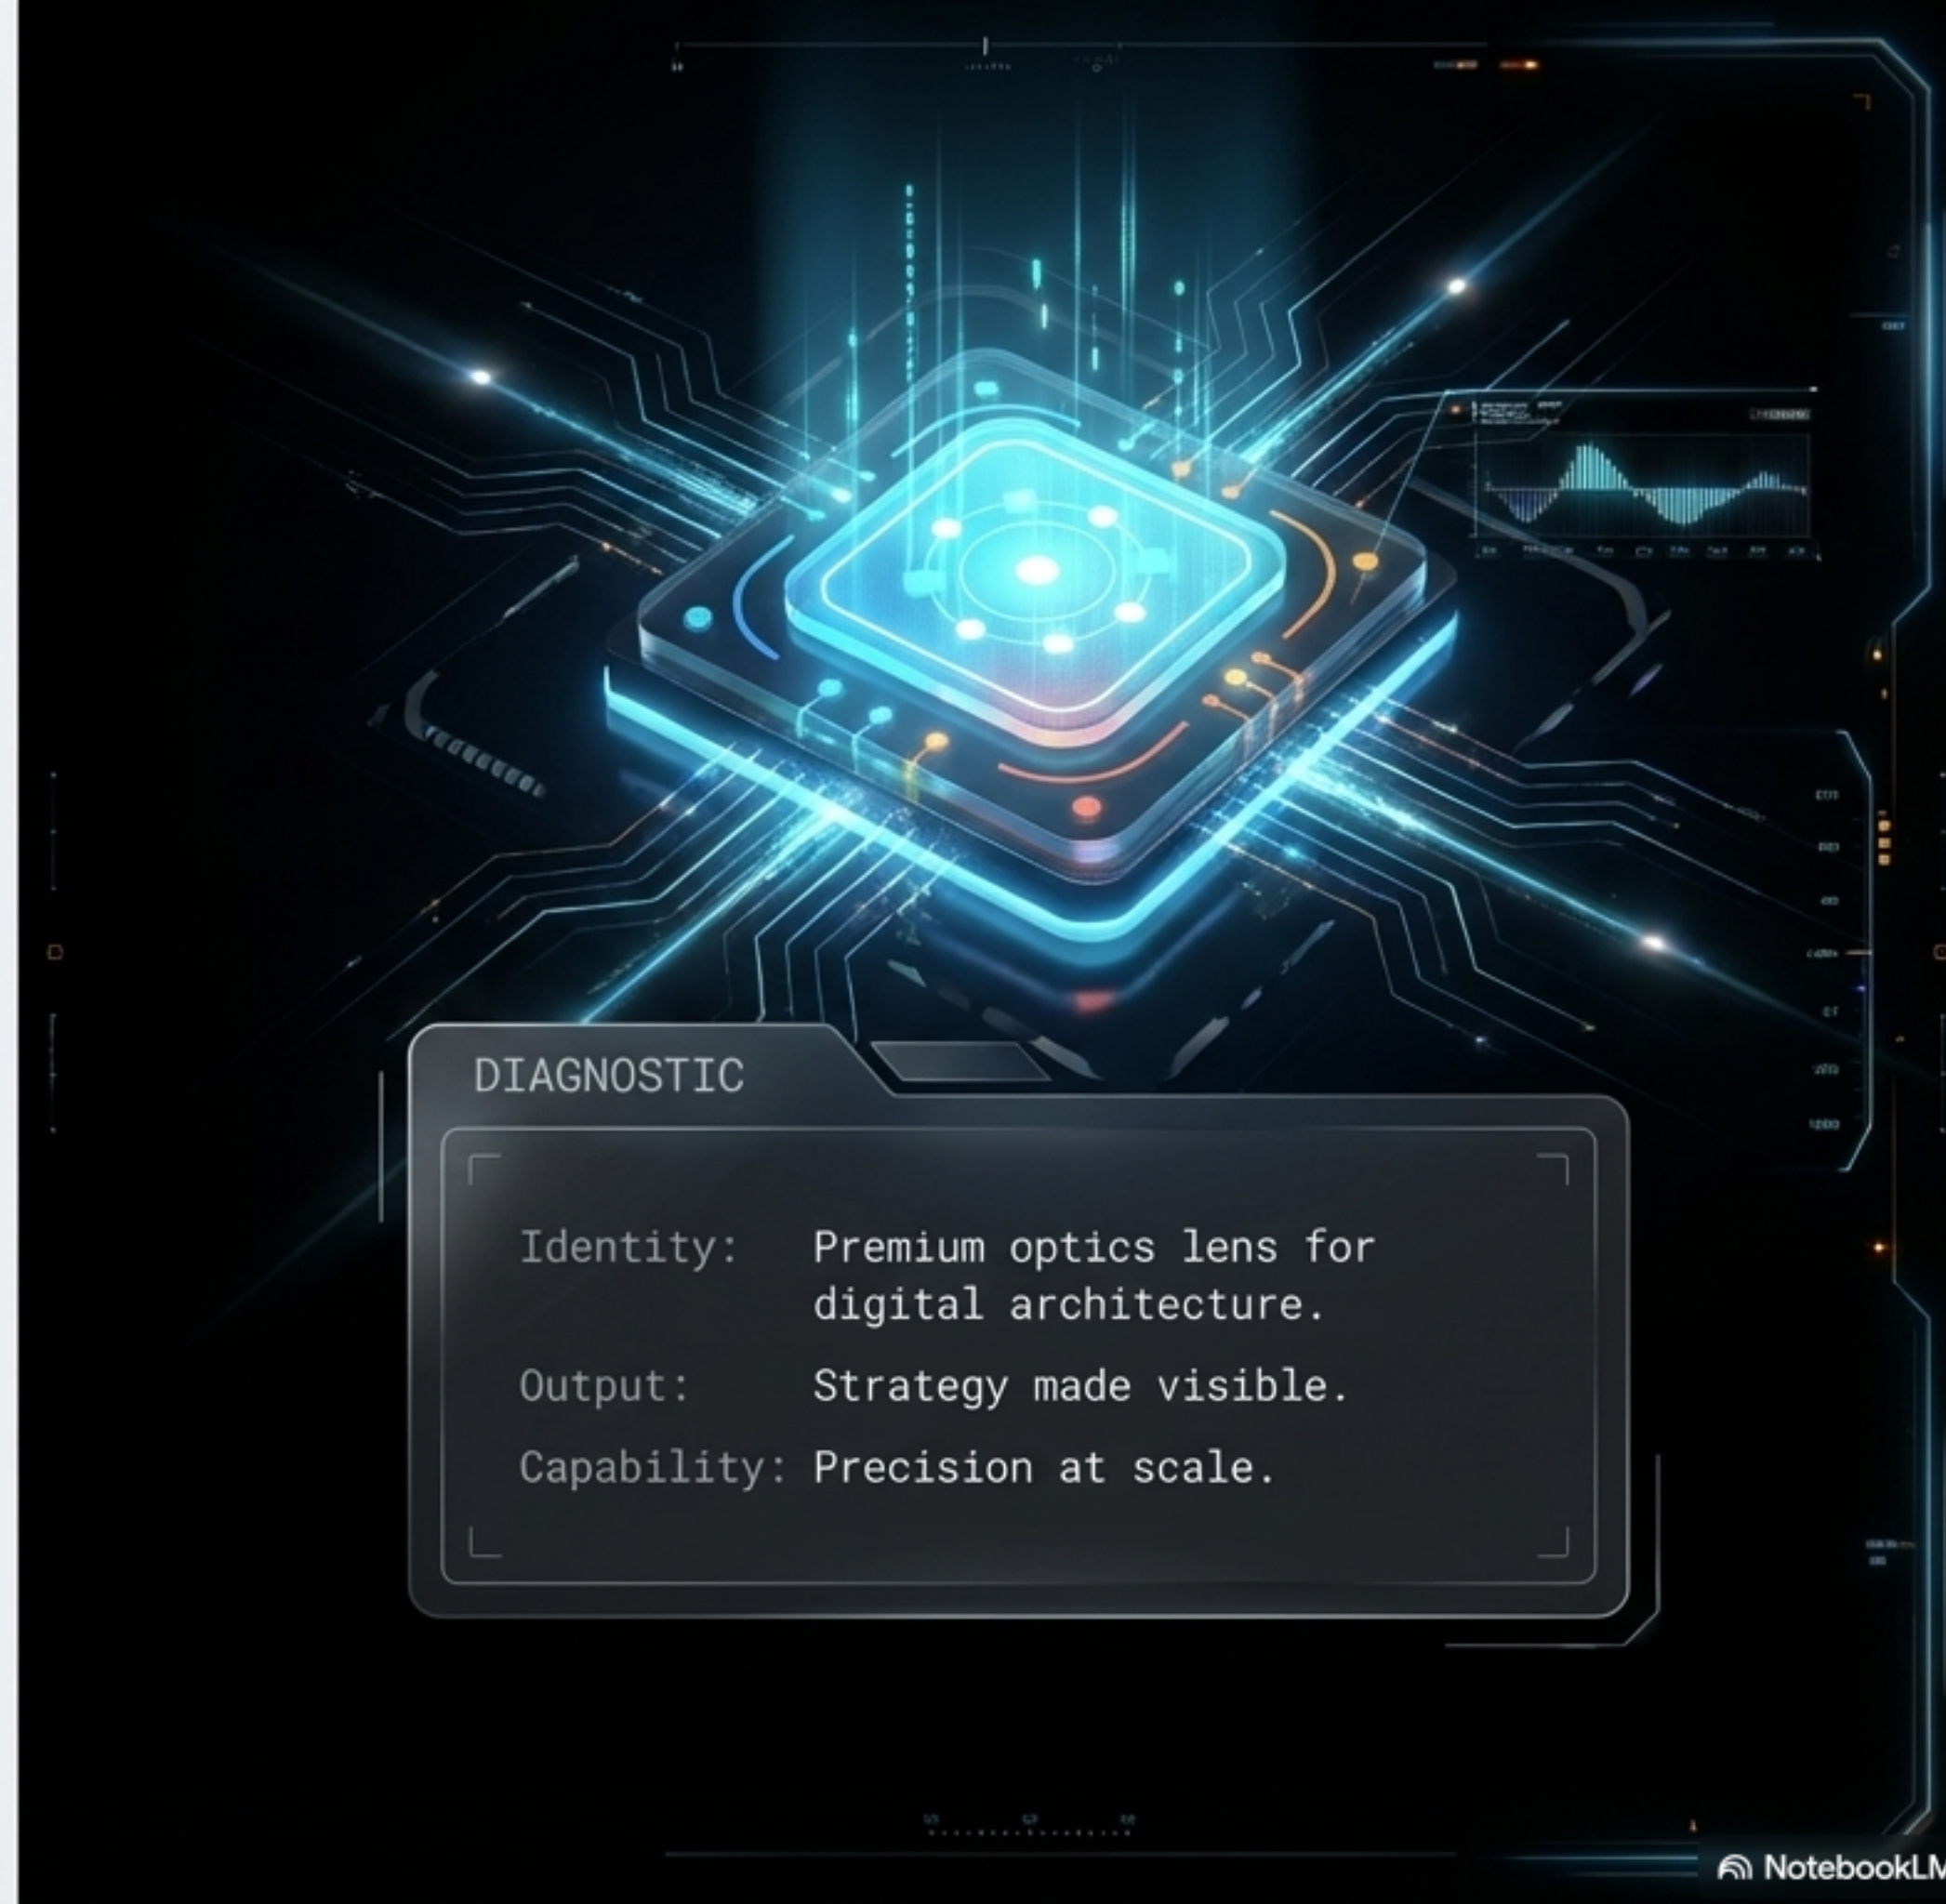 DIAGNOSTIC
Identity: Premium optics lens for
digital architecture.
Output: Strategy made visible.
Capability: Precision at scale.
NotebookLM